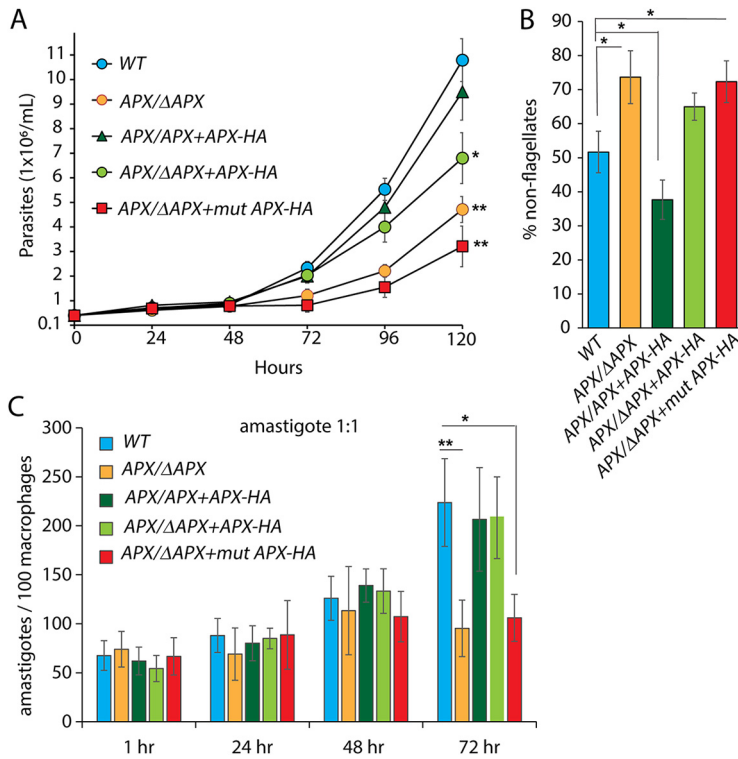 A
Parasites (1x10⁶/mL)
11
10
9
8
7
6
5
4
3
2
1
0.1
WT
APX/ΔAPX
APX/APX+APX-HA
APX/ΔAPX+APX-HA
APX/ΔAPX+mut APX-HA
*
**
**
0 24 48 72 96 120
Hours
B
% non-flagellates
90
80
70
60
50
40
30
20
10
0
*
*
*
WT
APX/ΔAPX
APX/APX+APX-HA
APX/ΔAPX+APX-HA
APX/ΔAPX+mut APX-HA
C
amastigotes / 100 macrophages
300
250
200
150
100
50
0
amastigote 1:1
WT
APX/ΔAPX
APX/APX+APX-HA
APX/ΔAPX+APX-HA
APX/ΔAPX+mut APX-HA
*
**
1 hr 24 hr 48 hr 72 hr